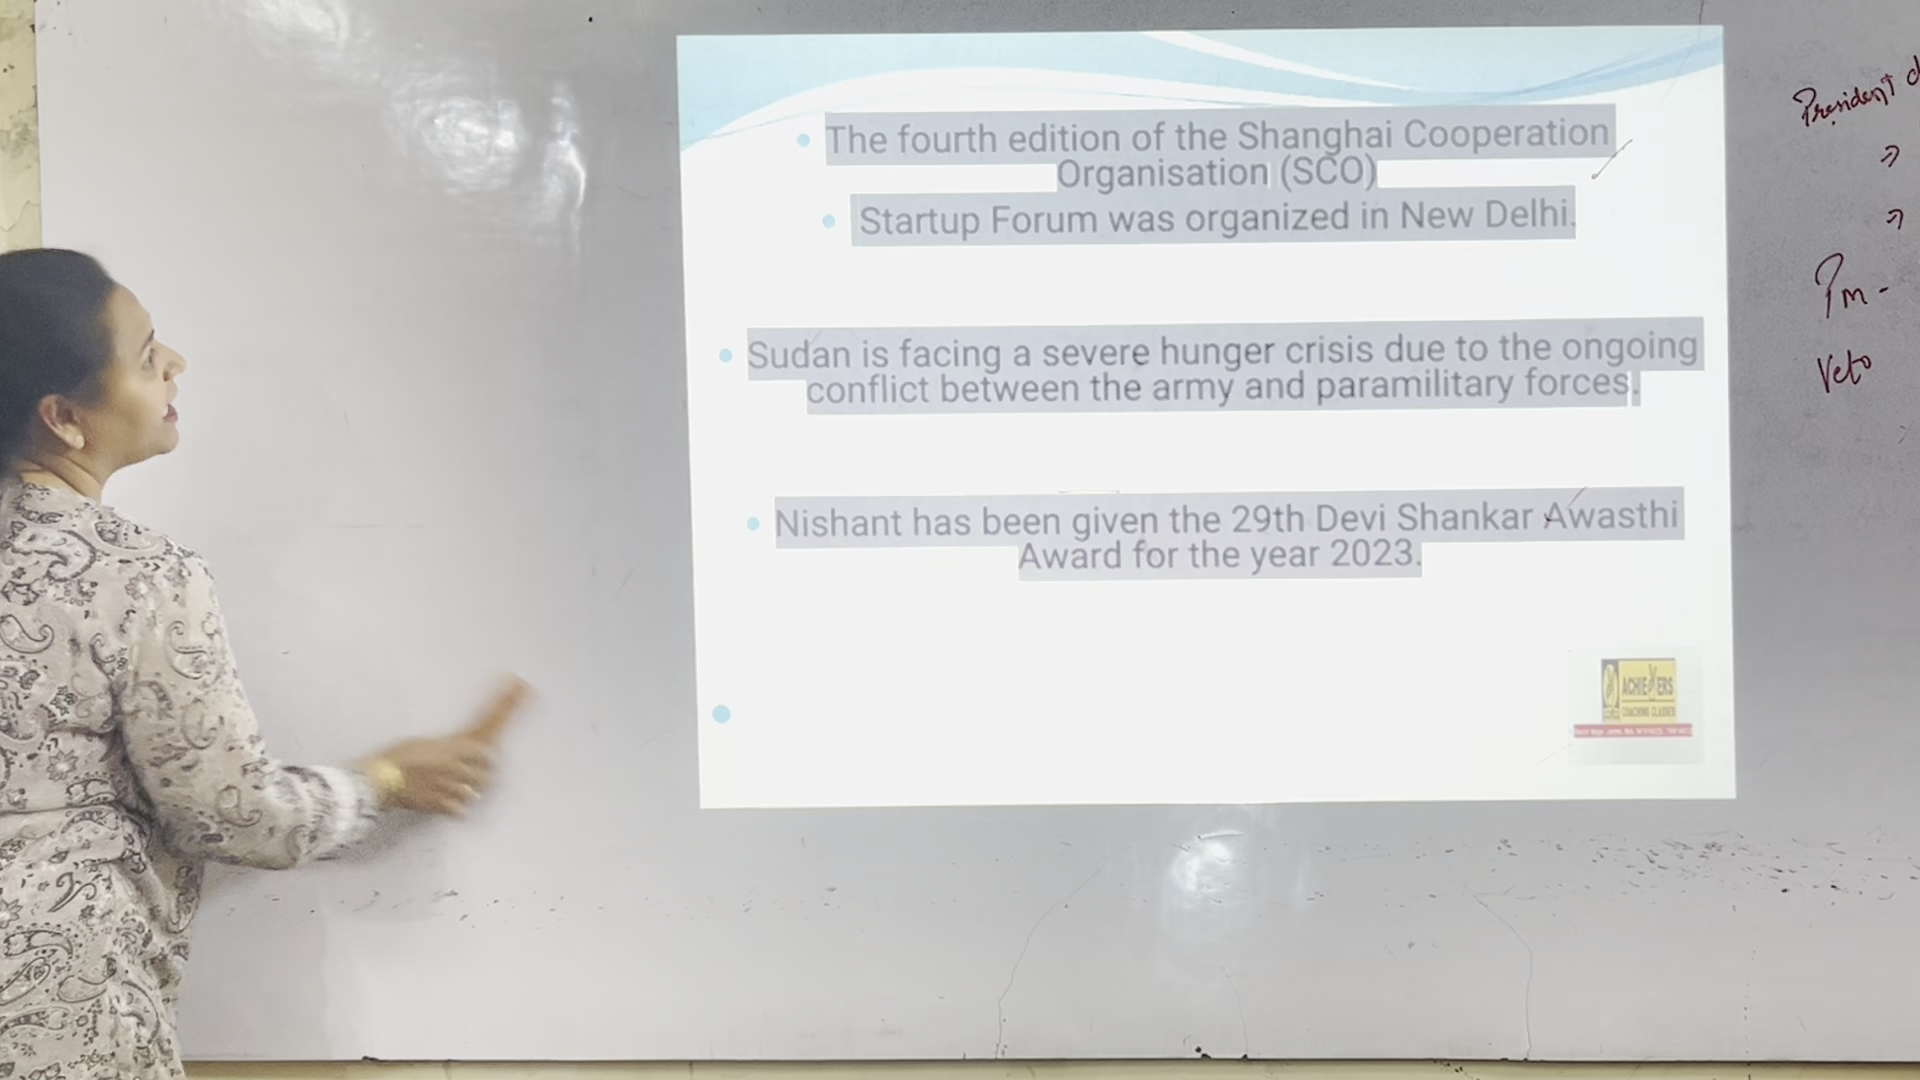 The fourth edition of the Shanghai Cooperation
Organisation (SCO)
Startup Forum was organized in New Delhi.
Sudan is facing a severe hunger crisis due to the ongoing
conflict between the army and paramilitary forces.
Nishant has been given the 29th Devi Shankar Awasthi
Award for the year 2023.
ACHIEVERS
COACHING CLASSES
President
Pm -
Veto